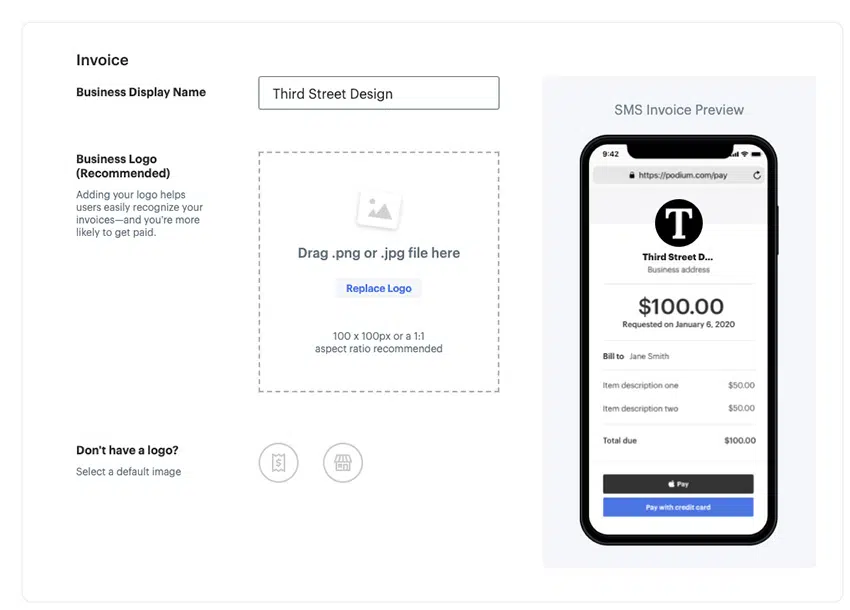 Invoice
Business Display Name
Third Street Design
Business Logo
(Recommended)
Adding your logo helps
users easily recognize your
invoices—and you're more
likely to get paid.
Drag .png or .jpg file here
Replace Logo
100 x 100px or a 1:1
aspect ratio recommended
Don't have a logo?
Select a default image
$
SMS Invoice Preview
9:42
https://podium.com/pay
T
Third Street D...
Business address
$100.00
Requested on January 6, 2020
Bill to Jane Smith
Item description one $50.00
Item description two $50.00
Total due $100.00
Pay
Pay with credit card